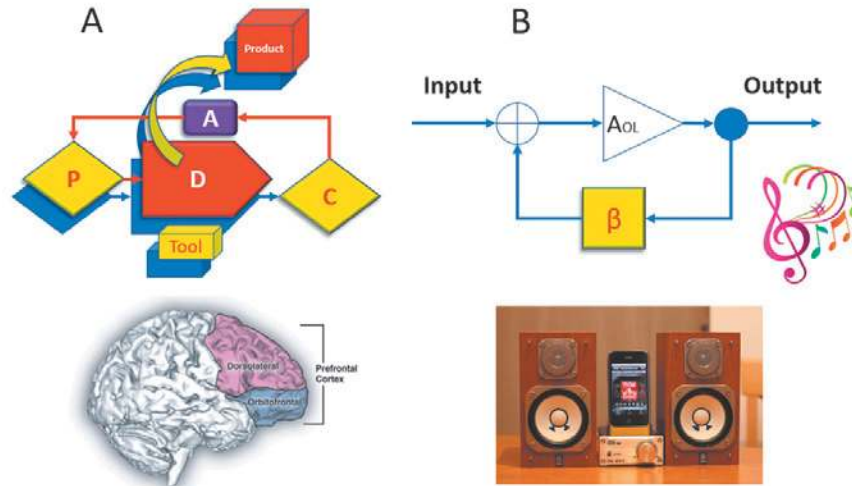 A
B
Product
Input
Output
A
AOL
P
D
C
β
Tool
Dorsolateral
Prefrontal
Cortex
Orbitofrontal